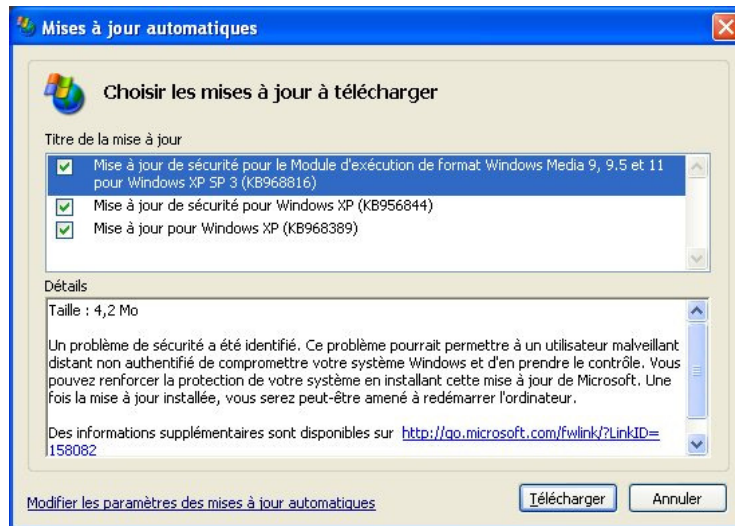 Mises à jour automatiques
Choisir les mises à jour à télécharger
Titre de la mise à jour
Mise à jour de sécurité pour le Module d'exécution de format Windows Media 9, 9.5 et 11
pour Windows XP SP 3 (KB968816)
Mise à jour de sécurité pour Windows XP (KB956844)
Mise à jour pour Windows XP (KB968389)
Détails
Taille : 4,2 Mo
Un problème de sécurité a été identifié. Ce problème pourrait permettre à un utilisateur malveillant
distant non authentifié de compromettre votre système Windows et d'en prendre le contrôle. Vous
pouvez renforcer la protection de votre système en installant cette mise à jour de Microsoft. Une
fois la mise à jour installée, vous serez peut-être amené à redémarrer l'ordinateur.
Des informations supplémentaires sont disponibles sur http://go.microsoft.com/fwlink/?LinkID=
158082
Modifier les paramètres des mises à jour automatiques
Télécharger
Annuler